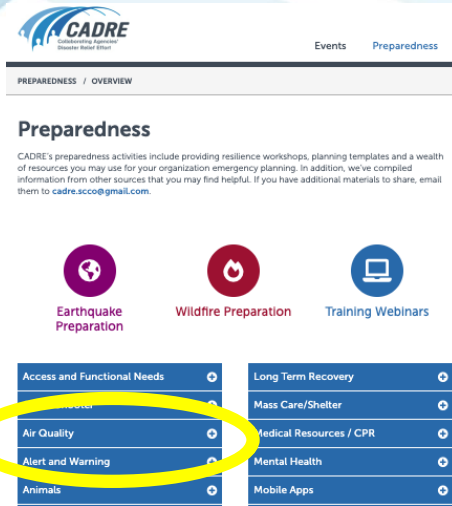 CADRE
Collaborating Agencies'
Disaster Relief Effort
Events Preparedness
PREPAREDNESS / OVERVIEW
Preparedness
CADRE's preparedness activities include providing resilience workshops, planning templates and a wealth
of resources you may use for your organization emergency planning. In addition, we've compiled
information from other sources that you may find helpful. If you have additional materials to share, email
them to cadre.scco@gmail.com.
Earthquake
Preparation
Wildfire Preparation
Training Webinars
Access and Functional Needs
Air Quality
Alert and Warning
Animals
Long Term Recovery
Mass Care/Shelter
Medical Resources / CPR
Mental Health
Mobile Apps